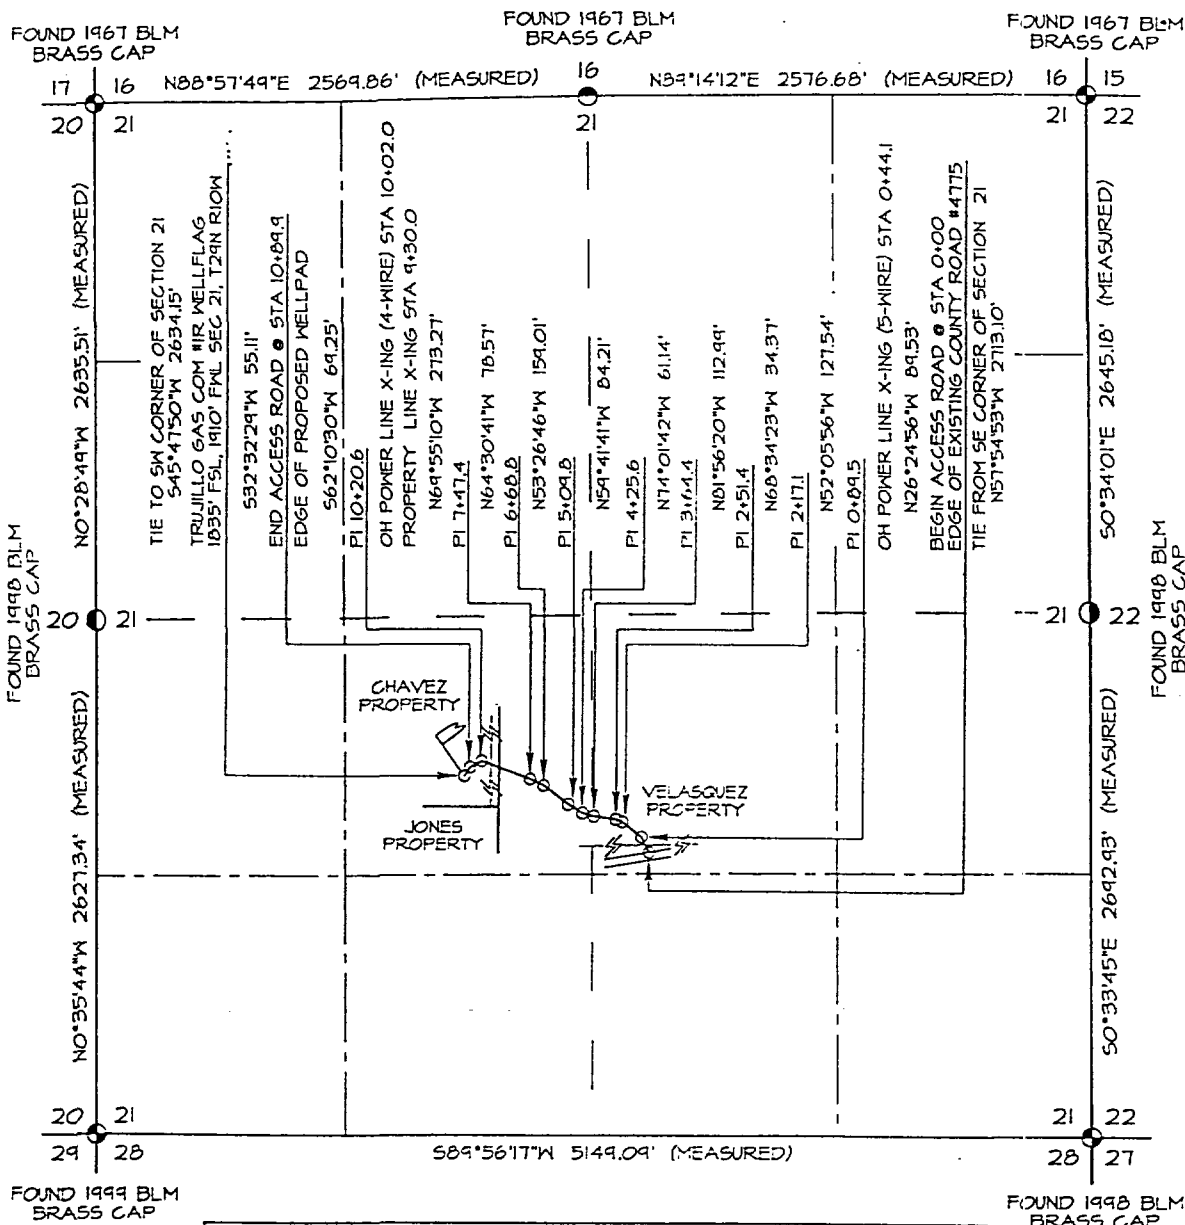 FOUND 1967 BLM
BRASS CAP
FOUND 1967 BLM
BRASS CAP
FOUND 1967 BLM
BRASS CAP
17 16
20 21
N88°57'49"E 2569.86' (MEASURED)
16
21
N89°14'12"E 2576.68' (MEASURED)
16 15
21 22
N0°28'49"W 2635.51' (MEASURED)
TIE TO SW CORNER OF SECTION 21
S45°47'50"W 2634.15'
TRUJILLO GAS COM #1R WELLFLAG
1835' FSL, 1910' FWL SEC 21, T29N R10W
S32°32'29"W 55.11'
END ACCESS ROAD @ STA 10+89.9
EDGE OF PROPOSED WELLPAD
S62°10'30"W 69.25'
PI 10+20.6
OH POWER LINE X-ING (4-WIRE) STA 10+02.0
PROPERTY LINE X-ING STA 9+30.0
N69°55'10"W 273.27'
PI 7+47.4
N64°30'41"W 78.57'
PI 6+68.8
N53°26'46"W 159.01'
PI 5+09.8
N59°41'41"W 84.21'
PI 4+25.6
N74°01'42"W 61.14'
PI 3+64.4
N81°56'20"W 112.99'
PI 2+51.4
N68°34'23"W 34.37'
PI 2+17.1
N52°05'56"W 127.54'
PI 0+89.5
OH POWER LINE X-ING (5-WIRE) STA 0+44.1
N26°24'56"W 89.53'
BEGIN ACCESS ROAD @ STA 0+00
EDGE OF EXISTING COUNTY ROAD #4775
TIE FROM SE CORNER OF SECTION 21
N57°54'53"W 2713.10'
S0°34'01"E 2645.18' (MEASURED)
FOUND 1998 BLM
BRASS CAP
20 21
21 22
FOUND 1998 BLM
BRASS CAP
CHAVEZ
PROPERTY
VELASQUEZ
PROPERTY
JONES
PROPERTY
N0°35'44"W 2627.34' (MEASURED)
S0°33'45"E 2692.93' (MEASURED)
20 21
29 28
S89°56'17"W 5149.09' (MEASURED)
21 22
28 27
FOUND 1999 BLM
BRASS CAP
FOUND 1998 BLM
BRASS CAP